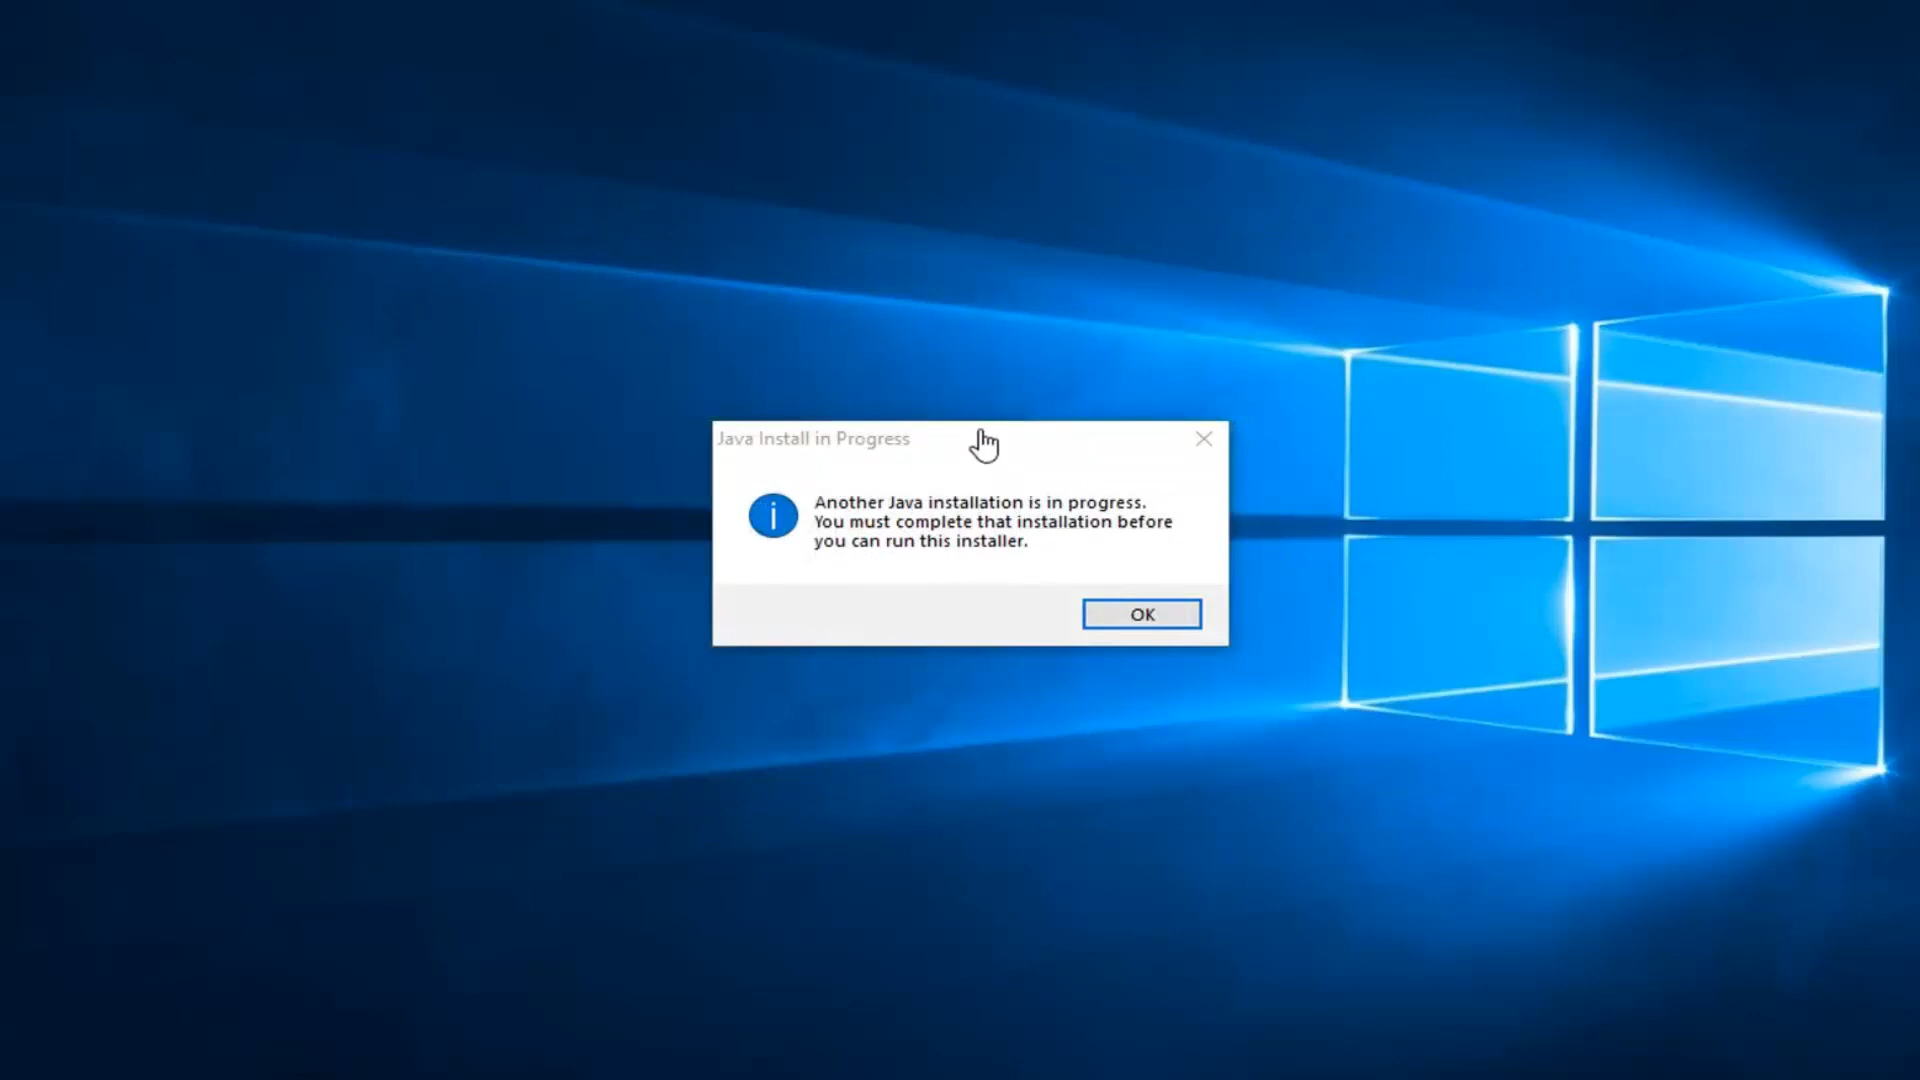 Java Install in Progress
Another Java installation is in progress.
You must complete that installation before
you can run this installer.
OK